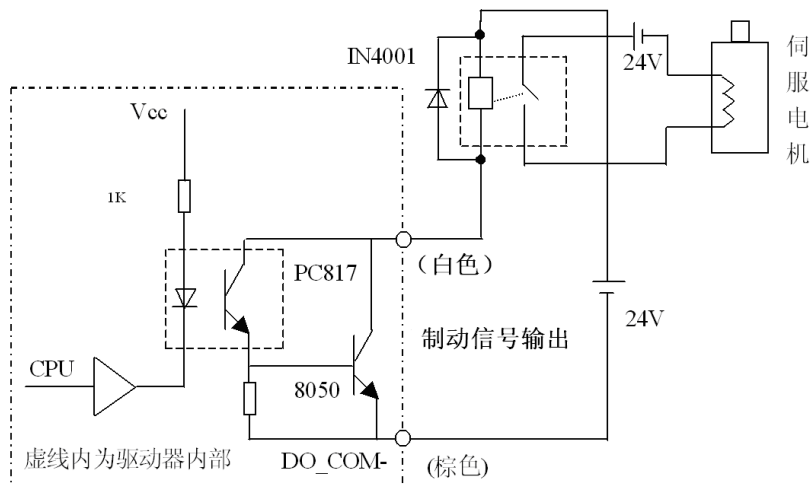 IN4001
24V
伺服电机
Vcc
1K
PC817
（白色）
24V
制动信号输出
CPU
8050
虚线内为驱动器内部
DO_COM-
(棕色)